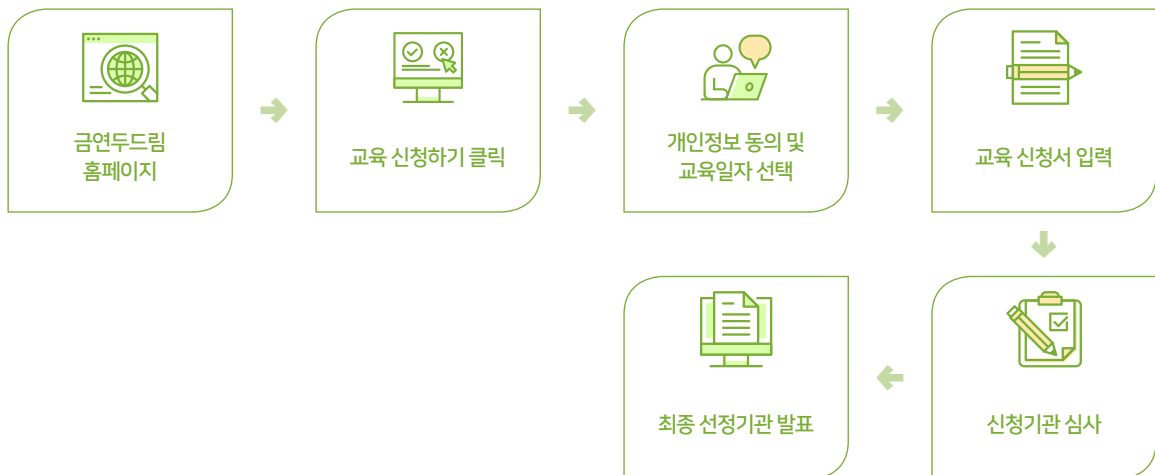 금연두드림
홈페이지
교육 신청하기 클릭
개인정보 동의 및
교육일자 선택
교육 신청서 입력
신청기관 심사
최종 선정기관 발표